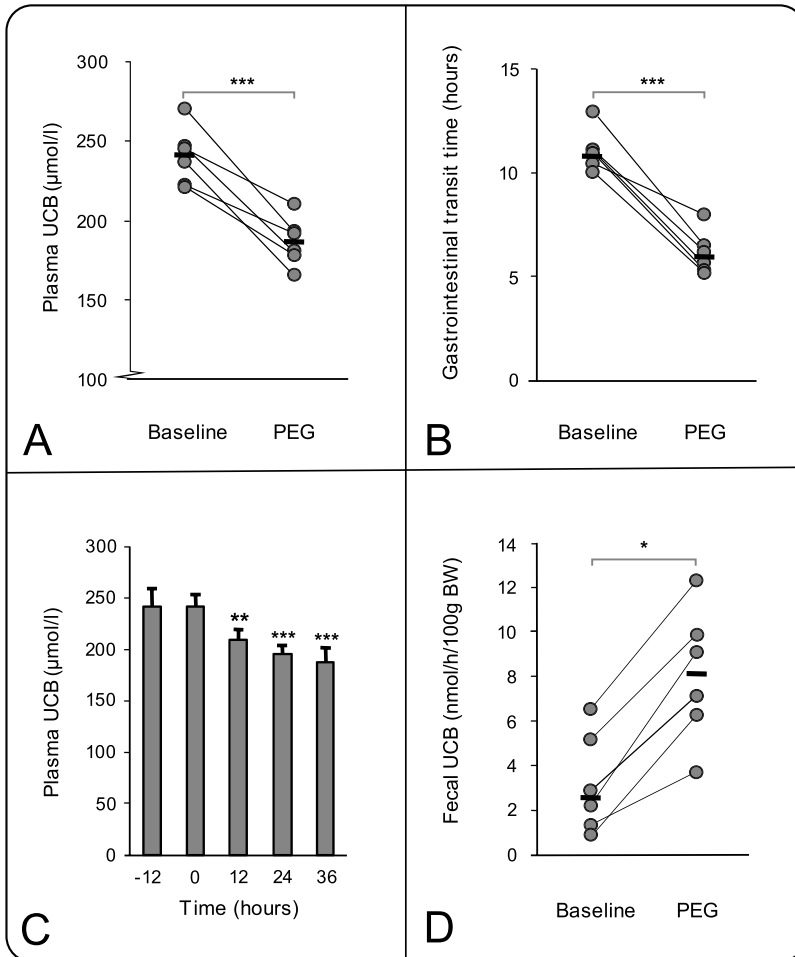 300
250
200
150
100
Plasma UCB (µmol/l)
***
Baseline PEG
A
15
10
5
0
Gastrointestinal transit time (hours)
***
Baseline PEG
B
300
250
200
150
100
50
0
Plasma UCB (µmol/l)
** *** ***
-12 0 12 24 36
Time (hours)
C
14
12
10
8
6
4
2
0
Fecal UCB (nmol/h/100g BW)
*
Baseline PEG
D